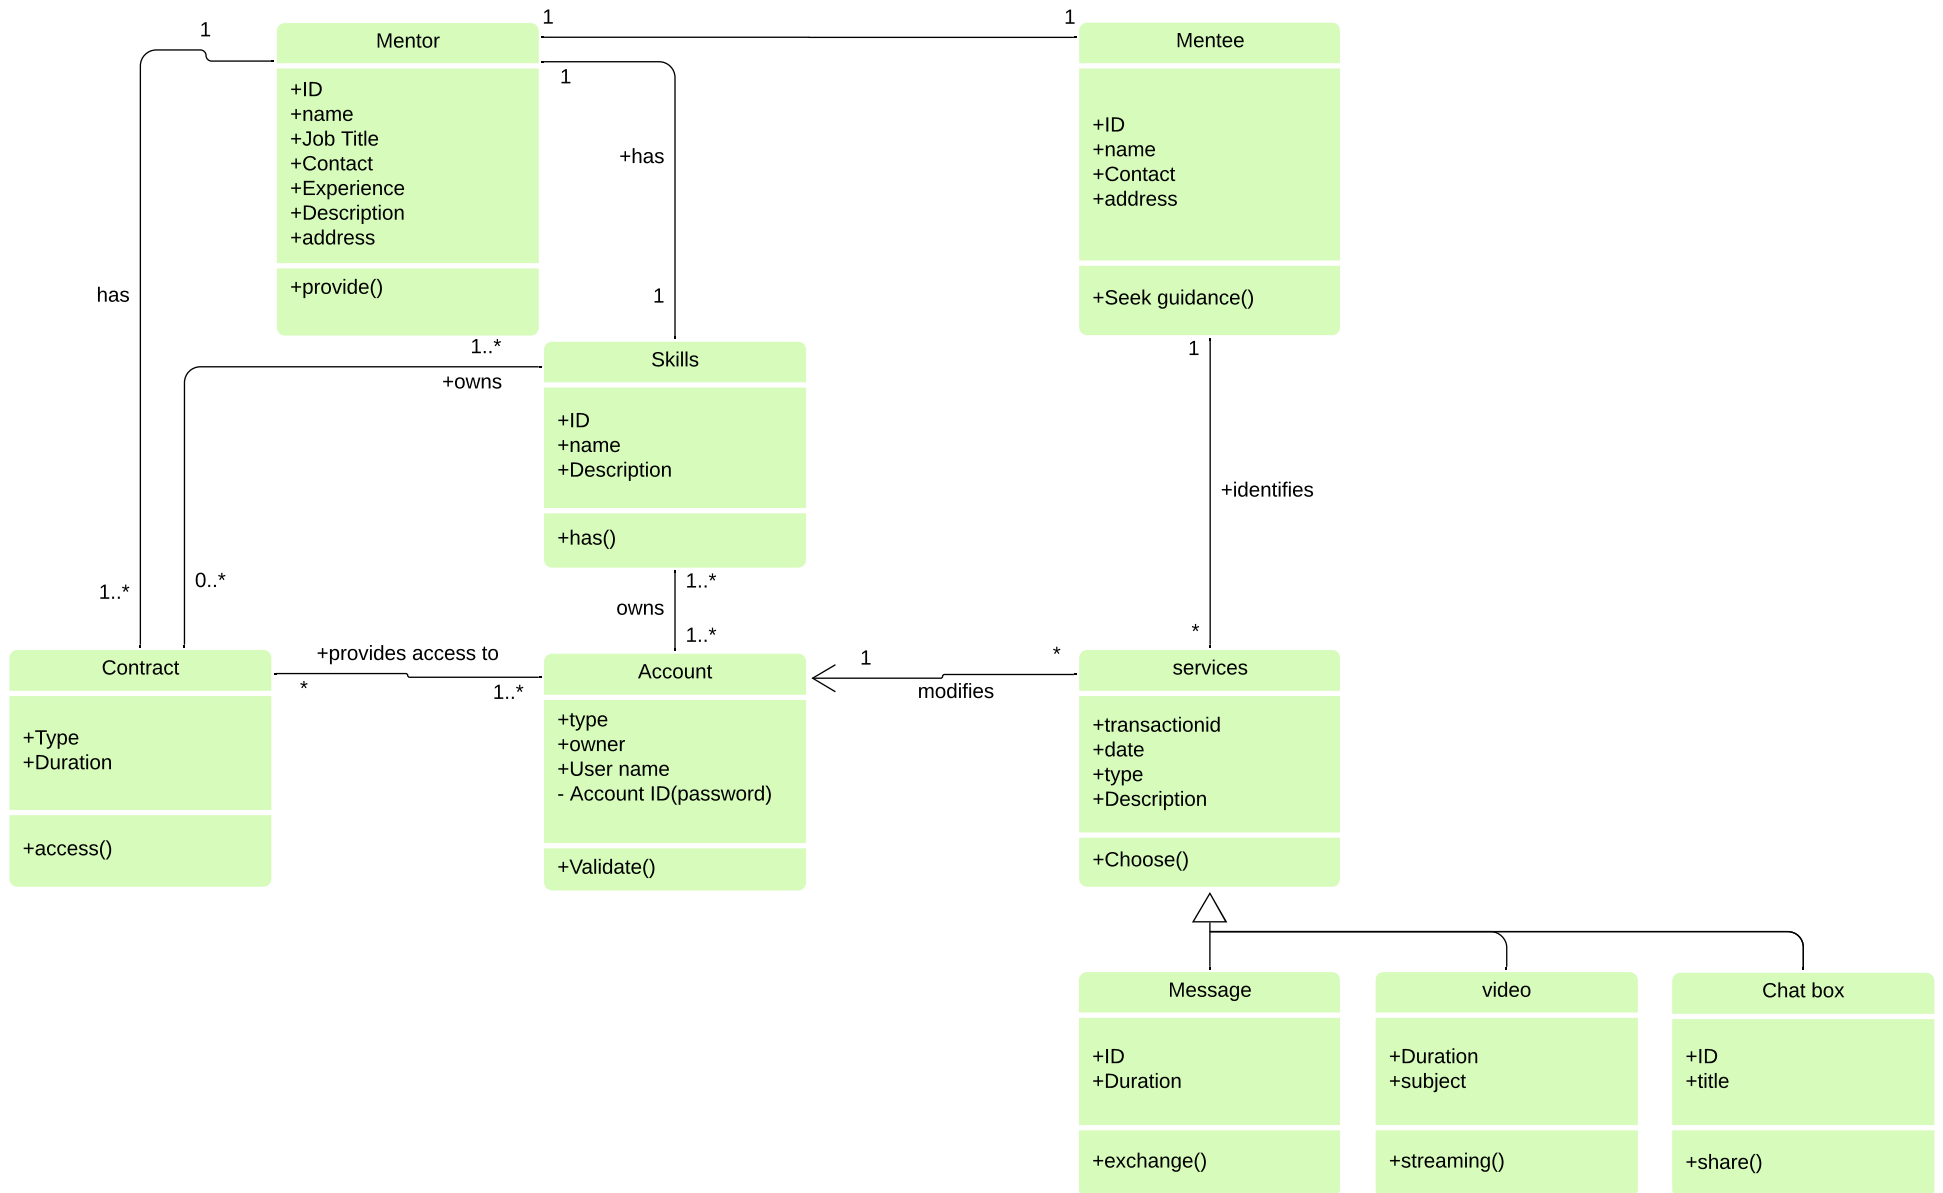 1
Mentor
1
1
Mentee
1
+ID
+name
+Job Title
+Contact
+Experience
+Description
+address
+provide()
+has
1
+ID
+name
+Contact
+address
+Seek guidance()
has
1..*
+owns
Skills
+ID
+name
+Description
+has()
1
+identifies
*
1..*
0..*
1..*
owns
1..*
Contract
+Type
+Duration
+access()
+provides access to
*
1..*
Account
+type
+owner
+User name
- Account ID(password)
+Validate()
1
*
modifies
services
+transactionid
+date
+type
+Description
+Choose()
Message
+ID
+Duration
+exchange()
video
+Duration
+subject
+streaming()
Chat box
+ID
+title
+share()